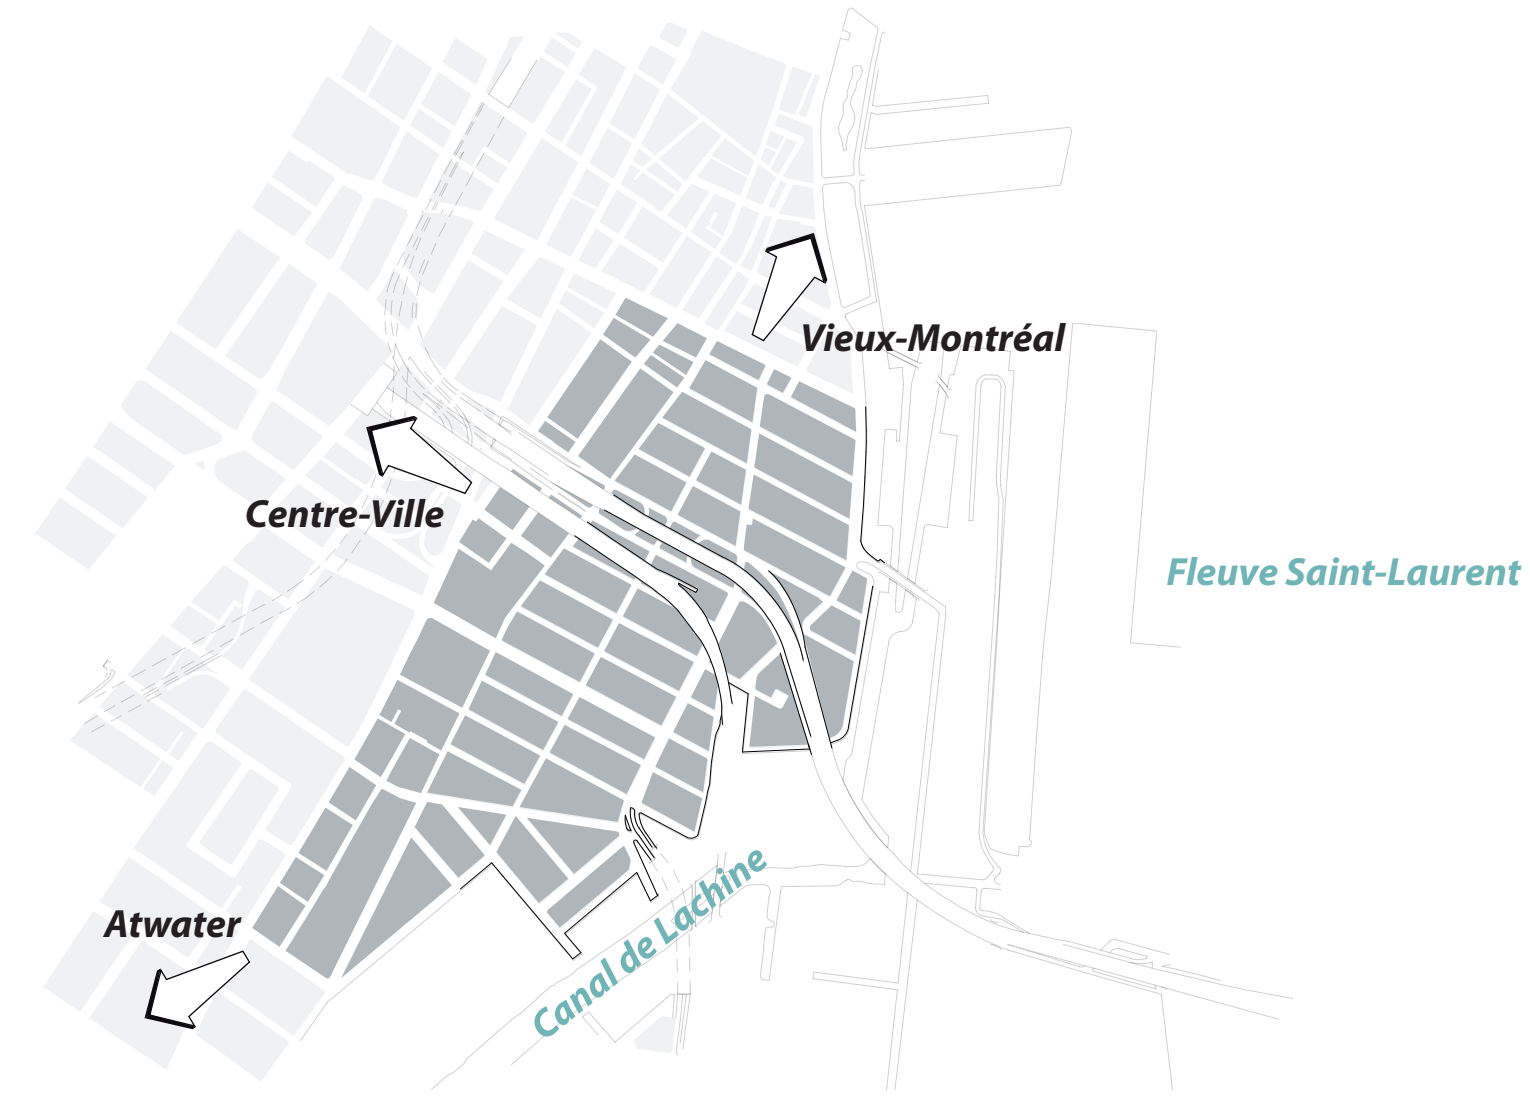 Vieux-Montréal
Centre-Ville
Fleuve Saint-Laurent
Atwater
Canal de Lachine